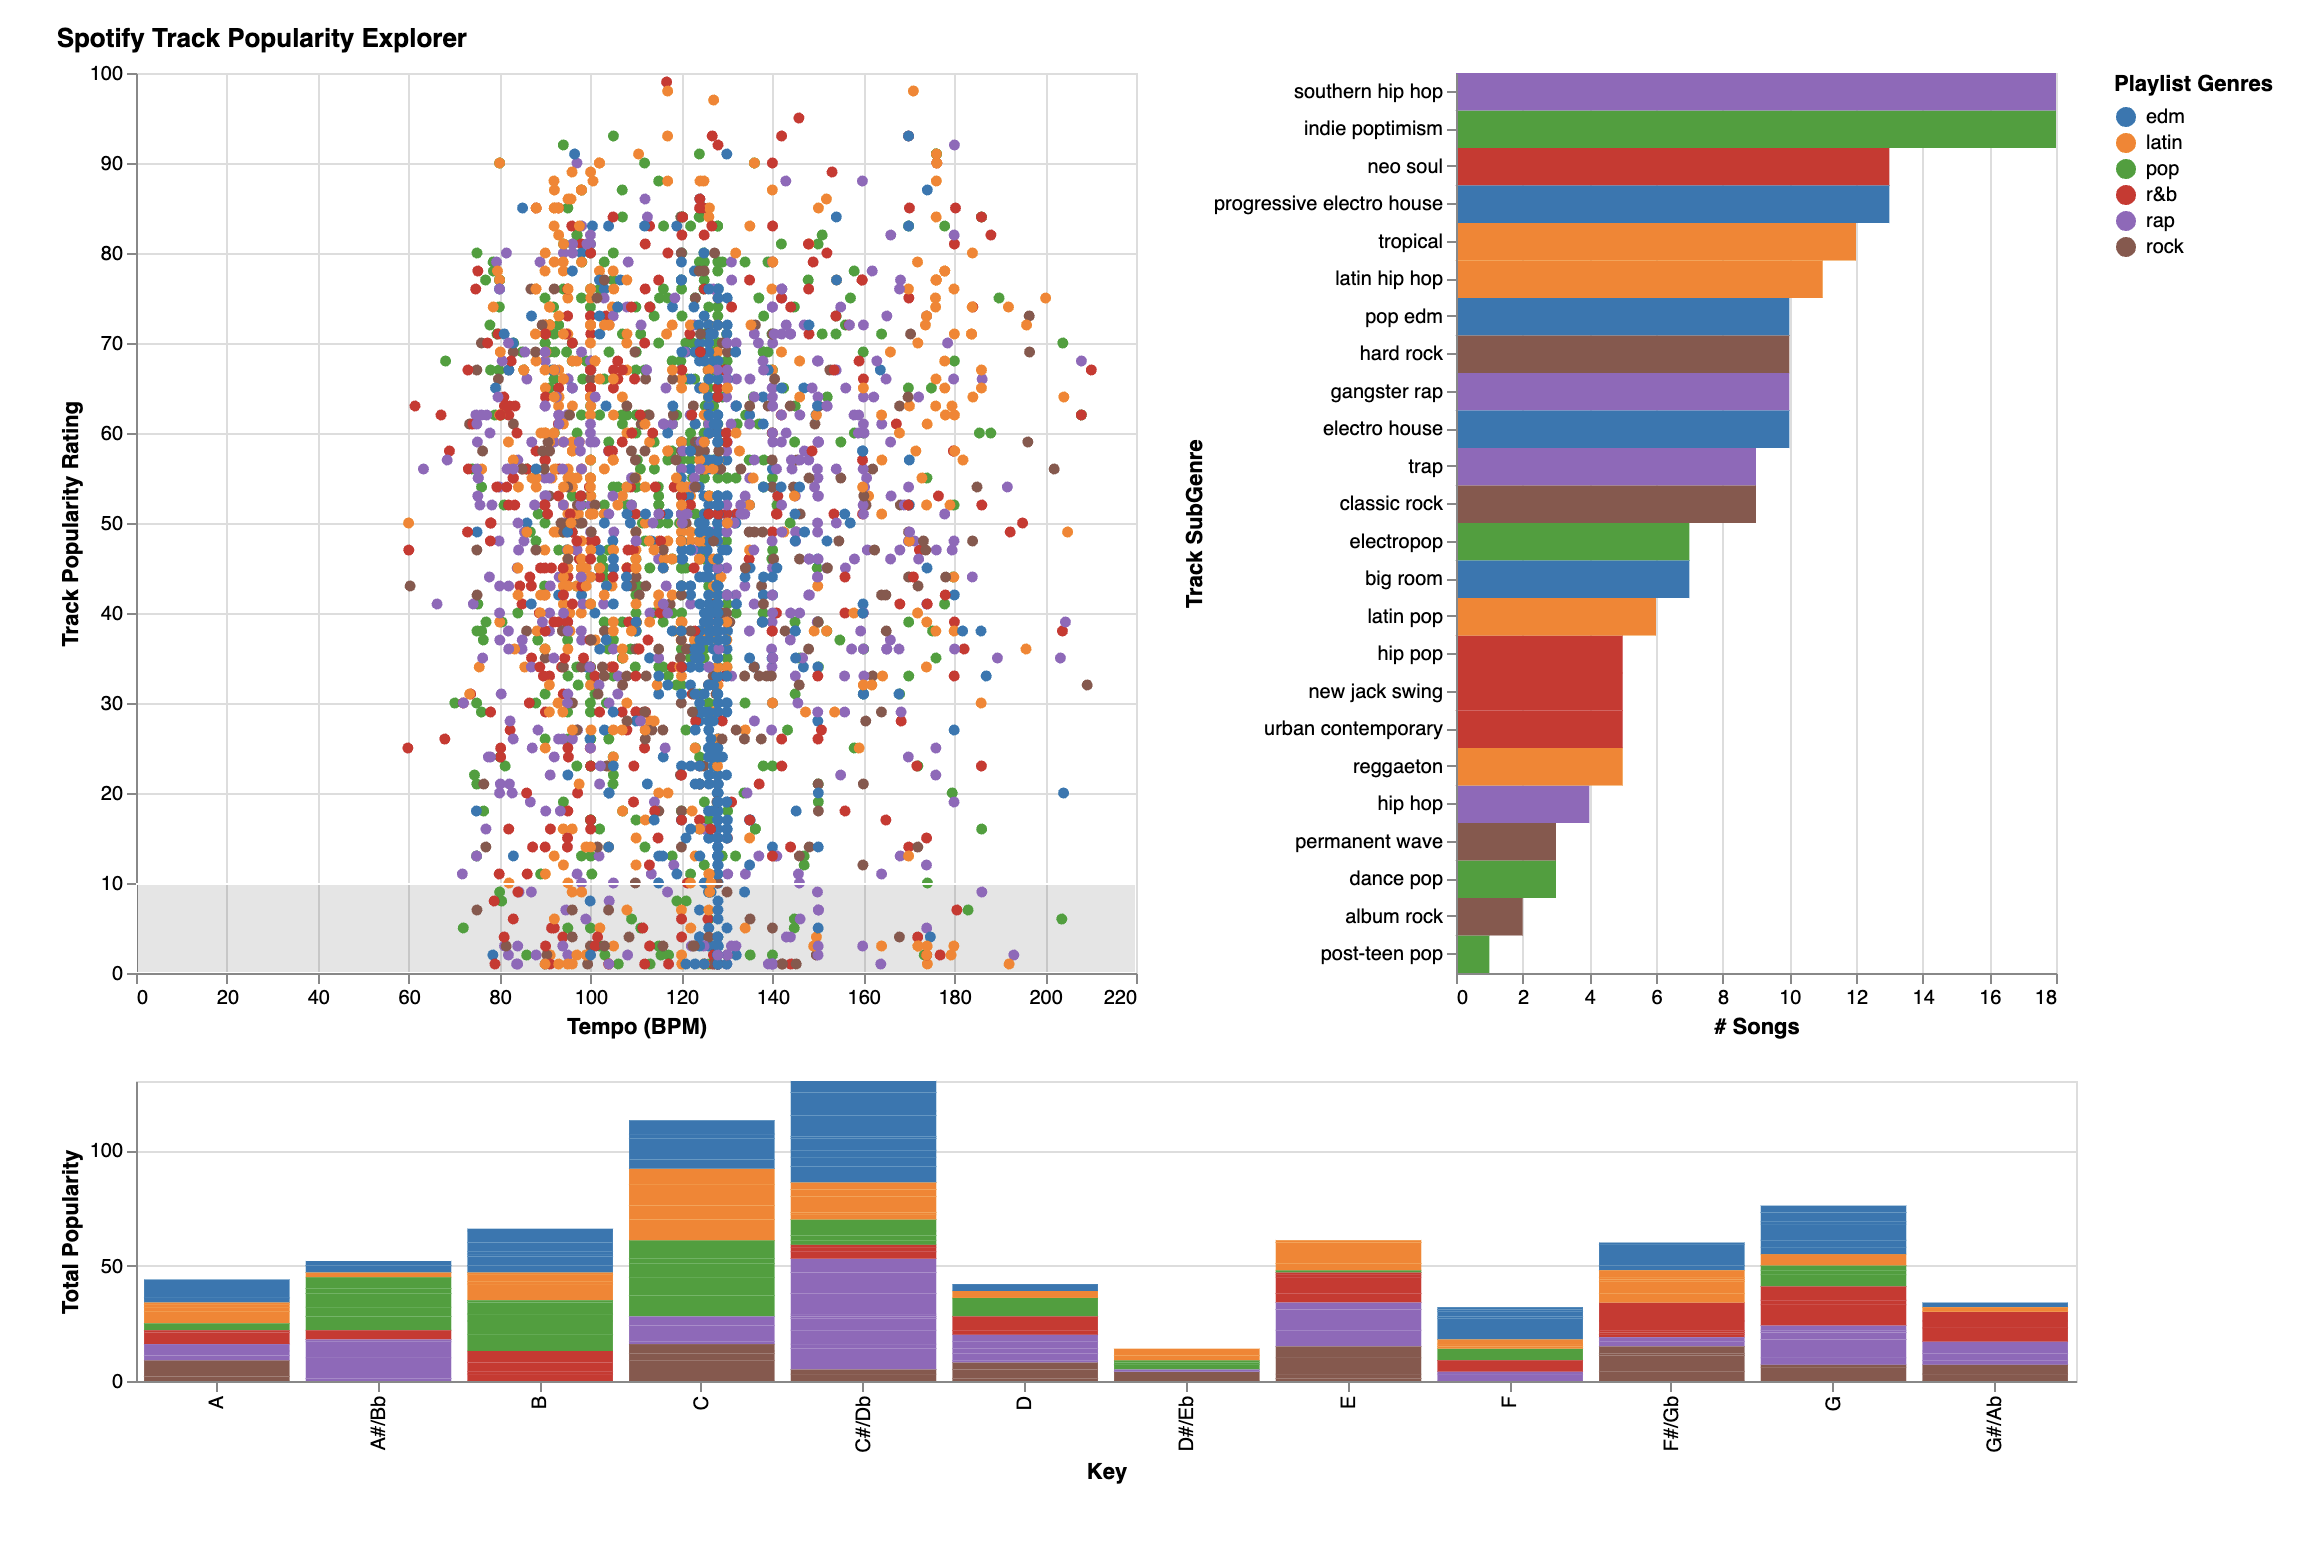 Spotify Track Popularity Explorer
Track Popularity Rating
100
90
80
70
60
50
40
30
20
10
0
0 20 40 60 80 100 120 140 160 180 200 220
Tempo (BPM)
Track SubGenre
southern hip hop
indie poptimism
neo soul
progressive electro house
tropical
latin hip hop
pop edm
hard rock
gangster rap
electro house
trap
classic rock
electropop
big room
latin pop
hip pop
new jack swing
urban contemporary
reggaeton
hip hop
permanent wave
dance pop
album rock
post-teen pop
0 2 4 6 8 10 12 14 16 18
# Songs
Playlist Genres
edm
latin
pop
r&b
rap
rock
Total Popularity
100
50
0
A A#/Bb B C C#/Db D D#/Eb E F F#/Gb G G#/Ab
Key